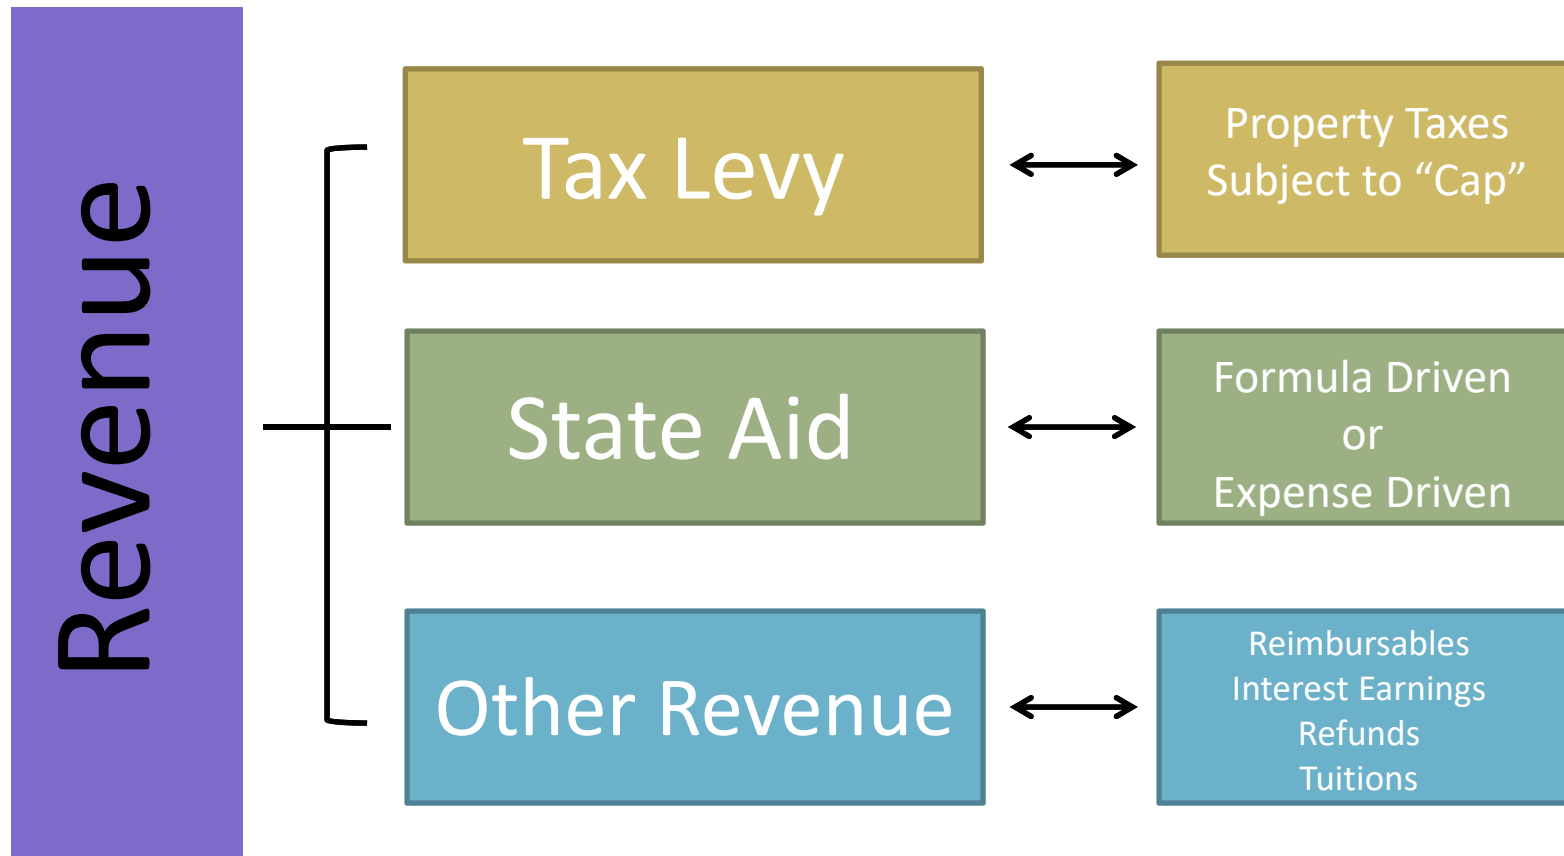 Revenue
Tax Levy
Property Taxes
Subject to “Cap”
State Aid
Formula Driven
or
Expense Driven
Other Revenue
Reimbursables
Interest Earnings
Refunds
Tuitions